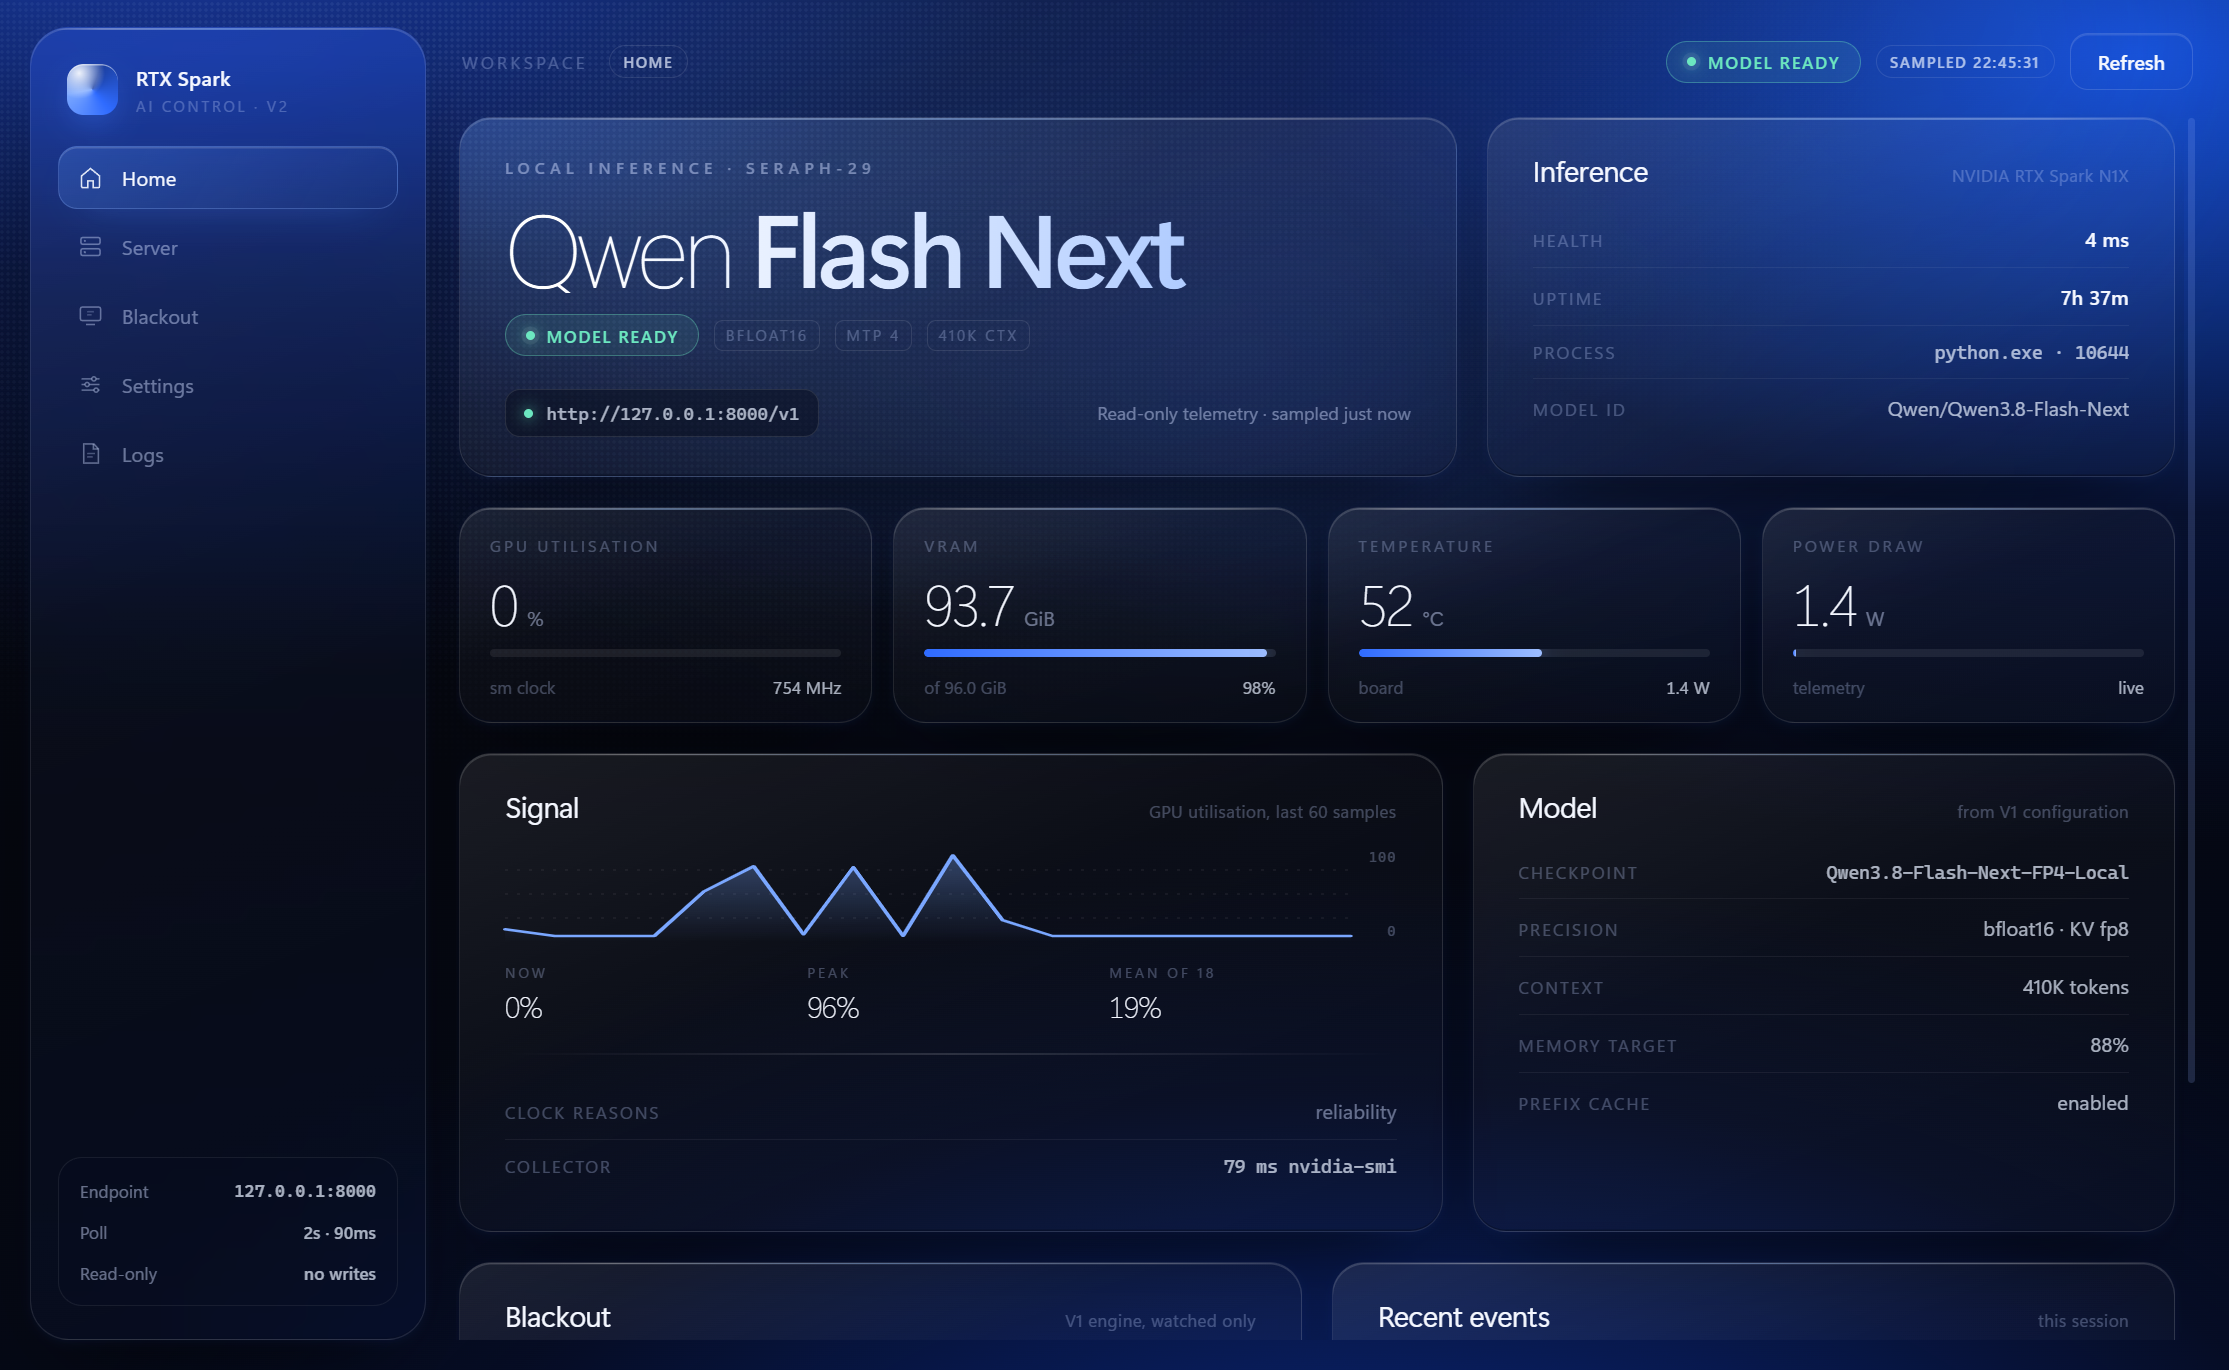 RTX Spark
AI CONTROL · V2
Home
Server
Blackout
Settings
Logs
Endpoint 127.0.0.1:8000
Poll 2s · 90ms
Read-only no writes
WORKSPACE HOME
MODEL READY
SAMPLED 22:45:31
Refresh
LOCAL INFERENCE · SERAPH-29
Qwen Flash Next
MODEL READY BFLOAT16 MTP 4 410K CTX
http://127.0.0.1:8000/v1
Read-only telemetry · sampled just now
Inference NVIDIA RTX Spark N1X
HEALTH 4 ms
UPTIME 7h 37m
PROCESS python.exe · 10644
MODEL ID Qwen/Qwen3.8-Flash-Next
GPU UTILISATION
0 %
sm clock 754 MHz
VRAM
93.7 GiB
of 96.0 GiB 98%
TEMPERATURE
52 °C
board 1.4 W
POWER DRAW
1.4 W
telemetry live
Signal GPU utilisation, last 60 samples
100
0
NOW PEAK MEAN OF 18
0% 96% 19%
CLOCK REASONS reliability
COLLECTOR 79 ms nvidia-smi
Model from V1 configuration
CHECKPOINT Qwen3.8-Flash-Next-FP4-Local
PRECISION bfloat16 · KV fp8
CONTEXT 410K tokens
MEMORY TARGET 88%
PREFIX CACHE enabled
Blackout V1 engine, watched only
Recent events this session